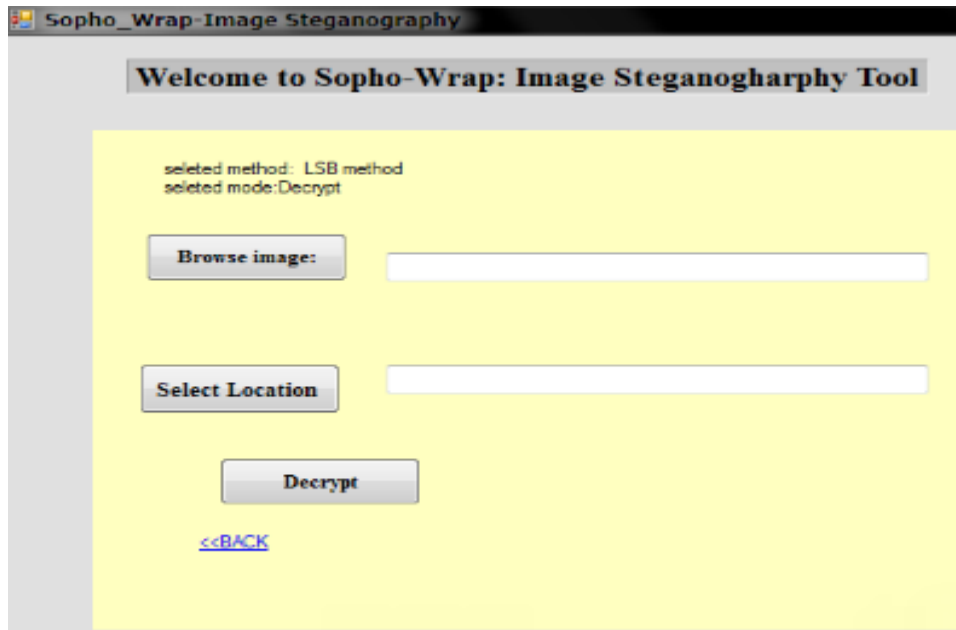 Sopho_Wrap-Image Steganography
Welcome to Sopho-Wrap: Image Steganogharphy Tool
seleted method:  LSB method
seleted mode:Decrypt
Browse image:
Select Location
Decrypt
<<BACK